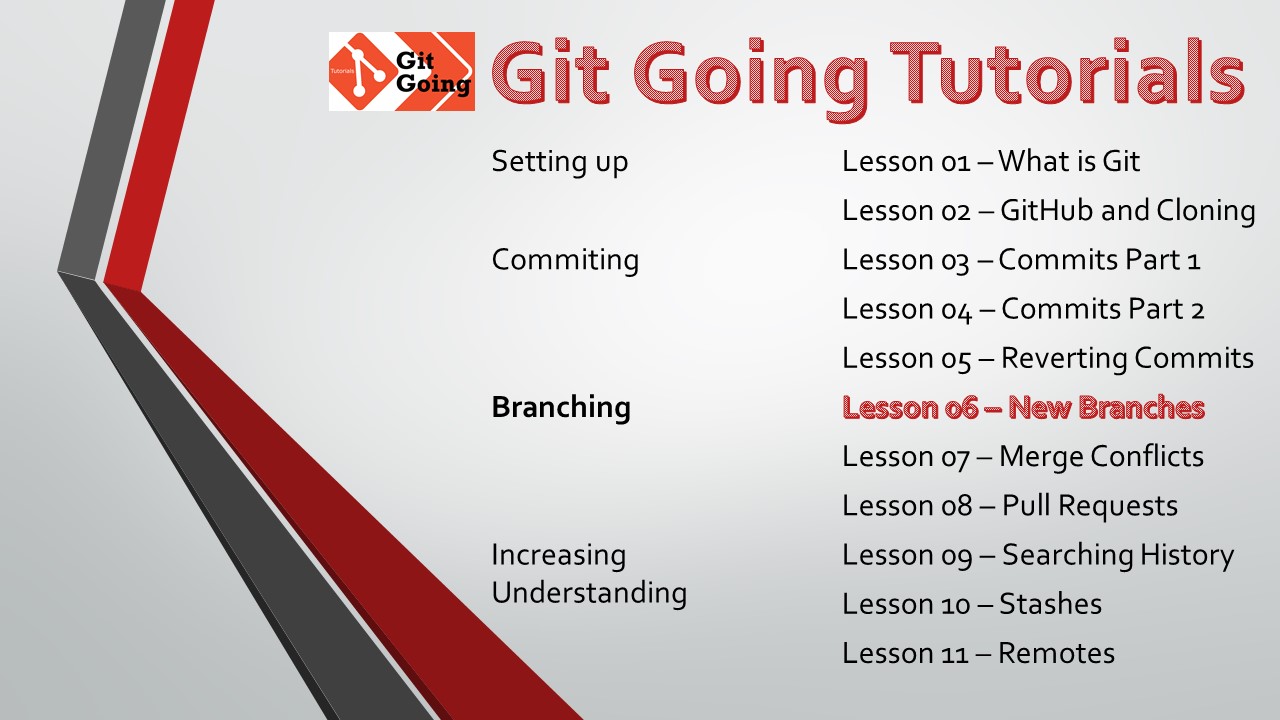 Tutorials
Git
Going
Git Going Tutorials
Setting up
Lesson 01 – What is Git
Lesson 02 – GitHub and Cloning
Commiting
Lesson 03 – Commits Part 1
Lesson 04 – Commits Part 2
Lesson 05 – Reverting Commits
Branching
Lesson 06 – New Branches
Lesson 07 – Merge Conflicts
Lesson 08 – Pull Requests
Increasing
Understanding
Lesson 09 – Searching History
Lesson 10 – Stashes
Lesson 11 – Remotes